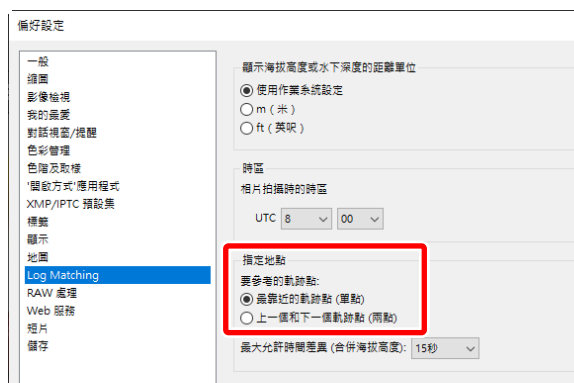 偏好設定
一般
縮圖
影像檢視
我的最愛
對話視窗/提醒
色彩管理
色階及取樣
'開啟方式'應用程式
XMP/IPTC 預設集
標籤
顯示
地圖
Log Matching
RAW 處理
Web 服務
短片
儲存
顯示海拔高度或水下深度的距離單位
使用作業系統設定
m ( 米 )
ft ( 英呎 )
時區
相片拍攝時的時區
UTC 8 00
指定地點
要參考的軌跡點:
最靠近的軌跡點 (單點)
上一個和下一個軌跡點 (兩點)
最大允許時間差異 (合併海拔高度): 15秒